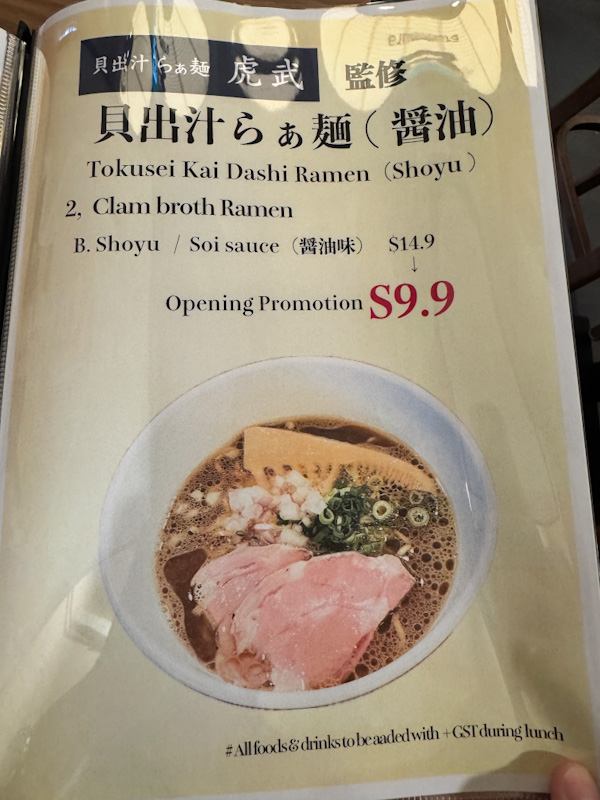 貝出汁らぁ麺 虎武 監修
貝出汁らぁ麺（醤油）
Tokusei Kai Dashi Ramen（Shoyu）
2, Clam broth Ramen
B. Shoyu / Soi sauce（醤油味） $14.9
↓
Opening Promotion $9.9
# All foods & drinks to be aaded with +GST during lunch